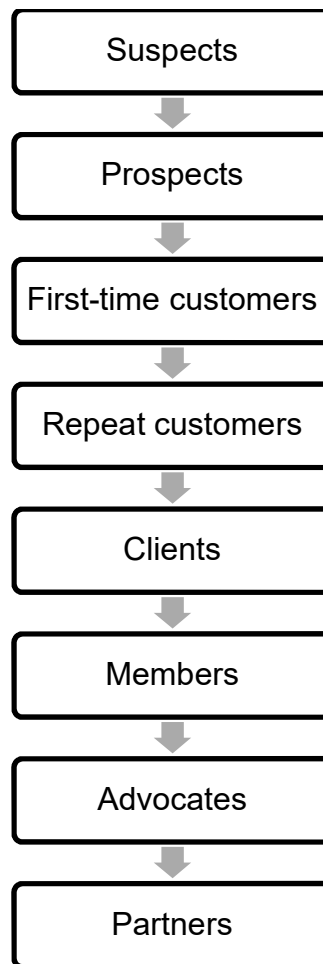 Suspects
Prospects
First-time customers
Repeat customers
Clients
Members
Advocates
Partners